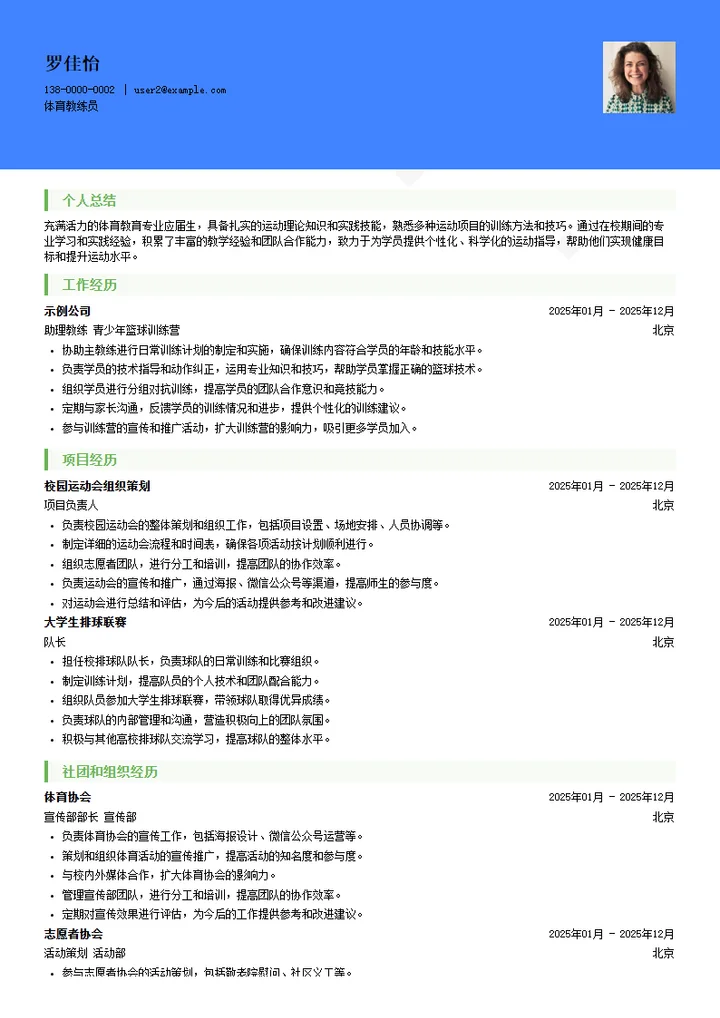 罗佳怡
138-0000-0002 | user2@example.com
体育教练员
个人总结
充满活力的体育教育专业应届生，具备扎实的运动理论知识和实践技能，熟悉多种运动项目的训练方法和技巧。通过在校期间的专
业学习和实践经验，积累了丰富的教学经验和团队合作能力，致力于为学员提供个性化、科学化的运动指导，帮助他们实现健康目
标和提升运动水平。
工作经历
示例公司 2025年01月 - 2025年12月
助理教练 青少年篮球训练营 北京
• 协助主教练进行日常训练计划的制定和实施，确保训练内容符合学员的年龄和技能水平。
• 负责学员的技术指导和动作纠正，运用专业知识和技巧，帮助学员掌握正确的篮球技术。
• 组织学员进行分组对抗训练，提高学员的团队合作意识和竞技能力。
• 定期与家长沟通，反馈学员的训练情况和进步，提供个性化的训练建议。
• 参与训练营的宣传和推广活动，扩大训练营的影响力，吸引更多学员加入。
项目经历
校园运动会组织策划 2025年01月 - 2025年12月
项目负责人 北京
• 负责校园运动会的整体策划和组织工作，包括项目设置、场地安排、人员协调等。
• 制定详细的运动会流程和时间表，确保各项活动按计划顺利进行。
• 组织志愿者团队，进行分工和培训，提高团队的协作效率。
• 负责运动会的宣传和推广，通过海报、微信公众号等渠道，提高师生的参与度。
• 对运动会进行总结和评估，为今后的活动提供参考和改进建议。
大学生排球联赛 2025年01月 - 2025年12月
队长 北京
• 担任校排球队队长，负责球队的日常训练和比赛组织。
• 制定训练计划，提高队员的个人技术和团队配合能力。
• 组织队员参加大学生排球联赛，带领球队取得优异成绩。
• 负责球队的内部管理和沟通，营造积极向上的团队氛围。
• 积极与其他高校排球队交流学习，提高球队的整体水平。
社团和组织经历
体育协会 2025年01月 - 2025年12月
宣传部部长 宣传部 北京
• 负责体育协会的宣传工作，包括海报设计、微信公众号运营等。
• 策划和组织体育活动的宣传推广，提高活动的知名度和参与度。
• 与校内外媒体合作，扩大体育协会的影响力。
• 管理宣传部团队，进行分工和培训，提高团队的协作效率。
• 定期对宣传效果进行评估，为今后的工作提供参考和改进建议。
志愿者协会 2025年01月 - 2025年12月
活动策划 活动部 北京
• 参与志愿者协会的活动策划，包括敬老院慰问、社区义工等。